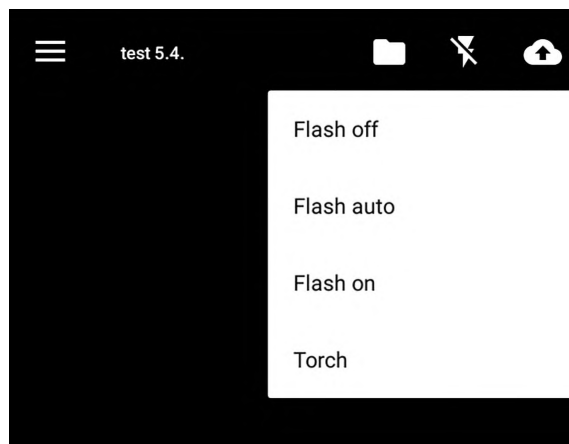 test 5.4.
Flash off
Flash auto
Flash on
Torch